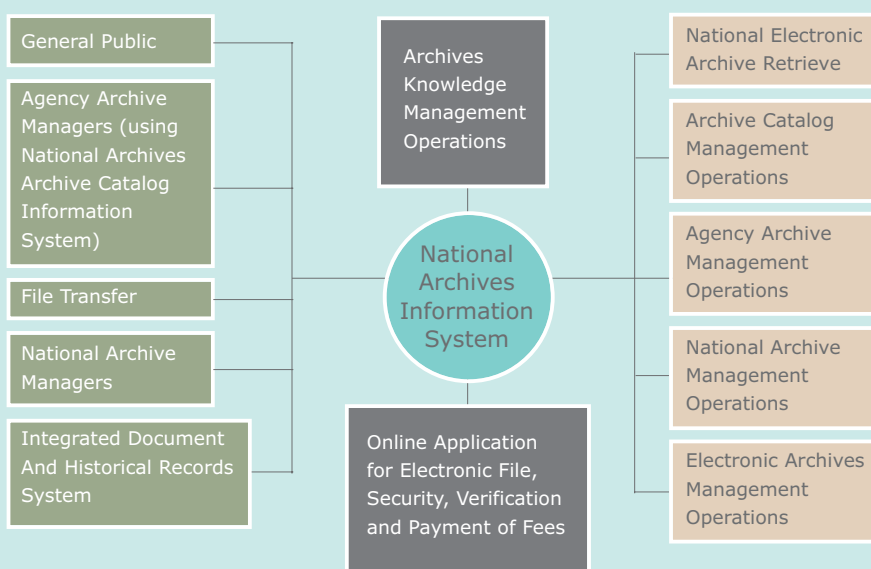 General Public
Agency Archive
Managers (using
National Archives
Archive Catalog
Information
System)
File Transfer
National Archive
Managers
Integrated Document
And Historical Records
System
Archives
Knowledge
Management
Operations
National
Archives
Information
System
Online Application
for Electronic File,
Security, Verification
and Payment of Fees
National Electronic
Archive Retrieve
Archive Catalog
Management
Operations
Agency Archive
Management
Operations
National Archive
Management
Operations
Electronic Archives
Management
Operations